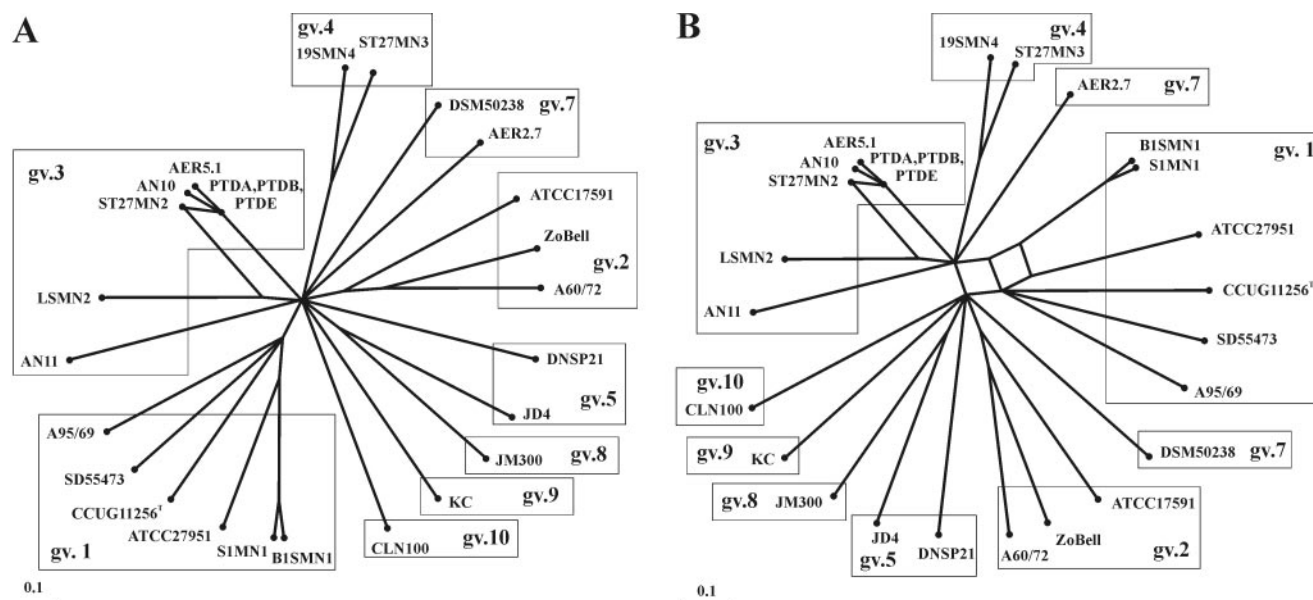 A
gv.4
19SMN4
ST27MN3
DSM50238
gv.7
AER2.7
gv.3
AER5.1
AN10
PTDA,PTDB,
ST27MN2
PTDE
ATCC17591
ZoBell
gv.2
A60/72
LSMN2
AN11
DNSP21
gv.5
JD4
A95/69
JM300
gv.8
SD55473
KC
gv.9
CCUG11256T
gv.10
ATCC27951
CLN100
S1MN1
B1SMN1
gv. 1
0.1
B
gv.4
19SMN4
ST27MN3
AER2.7
gv.7
gv.3
AER5.1
AN10
PTDA,PTDB,
ST27MN2
PTDE
B1SMN1
gv. 1
S1MN1
ATCC27951
LSMN2
CCUG11256T
AN11
SD55473
gv.10
A95/69
CLN100
gv.9
KC
DSM50238
gv.7
gv.8
JM300
ATCC17591
JD4
ZoBell
gv.5
DNSP21
A60/72
gv.2
0.1